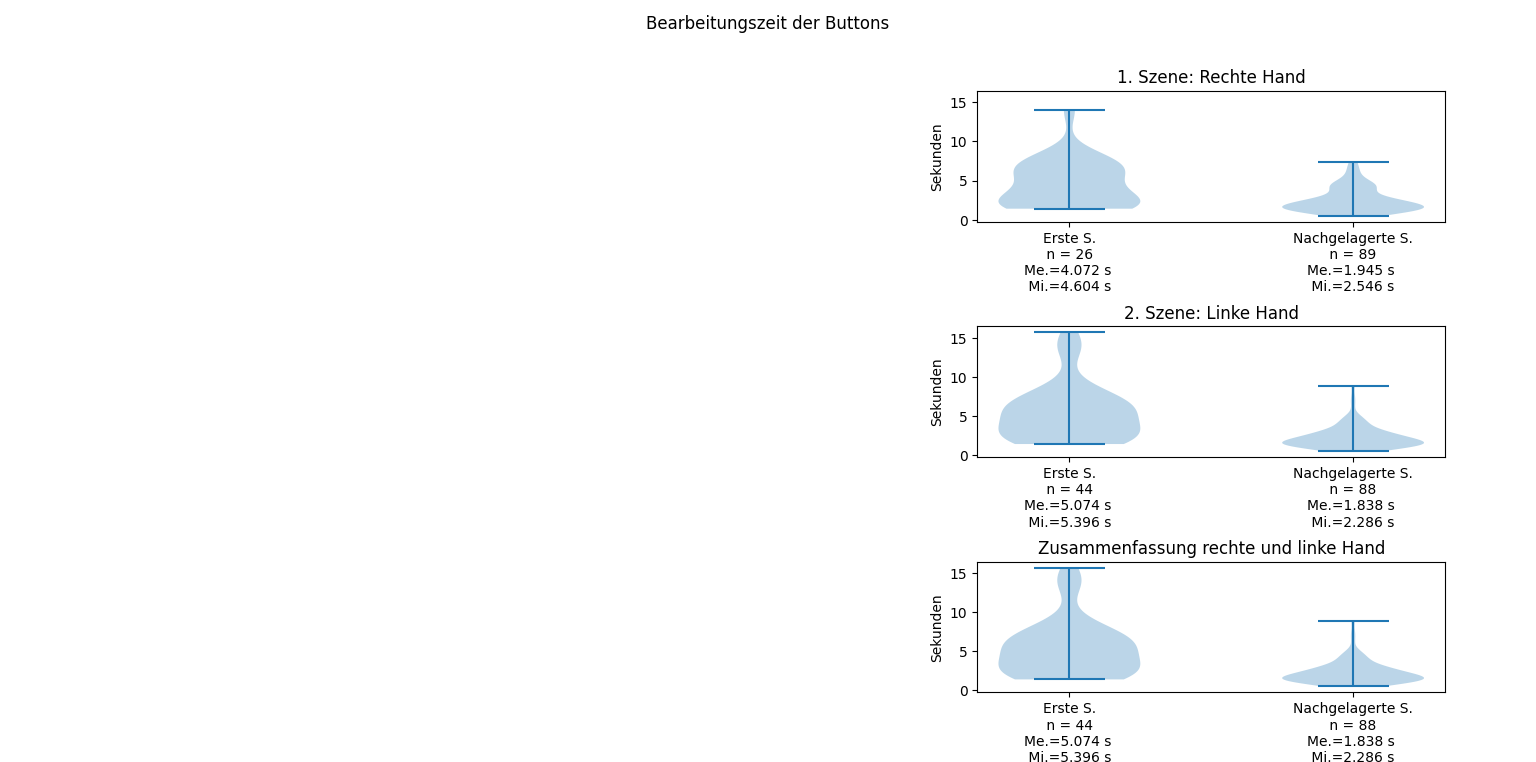 Bearbeitungszeit der Buttons
1. Szene: Rechte Hand
15
10
5
0
Sekunden
Erste S.
n = 26
Me.=4.072 s
Mi.=4.604 s
Nachgelagerte S.
n = 89
Me.=1.945 s
Mi.=2.546 s
2. Szene: Linke Hand
15
10
5
0
Sekunden
Erste S.
n = 44
Me.=5.074 s
Mi.=5.396 s
Nachgelagerte S.
n = 88
Me.=1.838 s
Mi.=2.286 s
Zusammenfassung rechte und linke Hand
15
10
5
0
Sekunden
Erste S.
n = 44
Me.=5.074 s
Mi.=5.396 s
Nachgelagerte S.
n = 88
Me.=1.838 s
Mi.=2.286 s